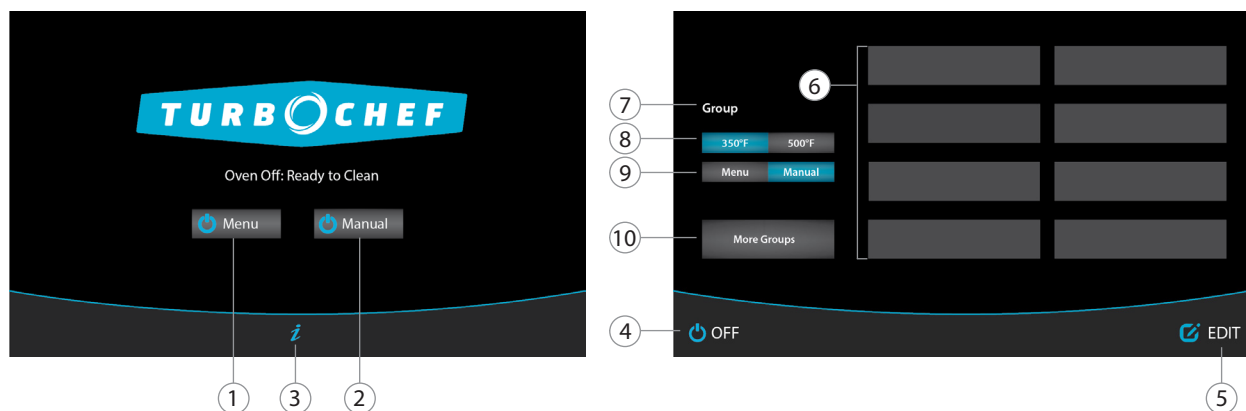 TURBOCHEF
Oven Off: Ready to Clean
Menu
Manual
i
1
3
2
6
7
Group
8
350°F
500°F
9
Menu
Manual
10
More Groups
4
OFF
EDIT
5